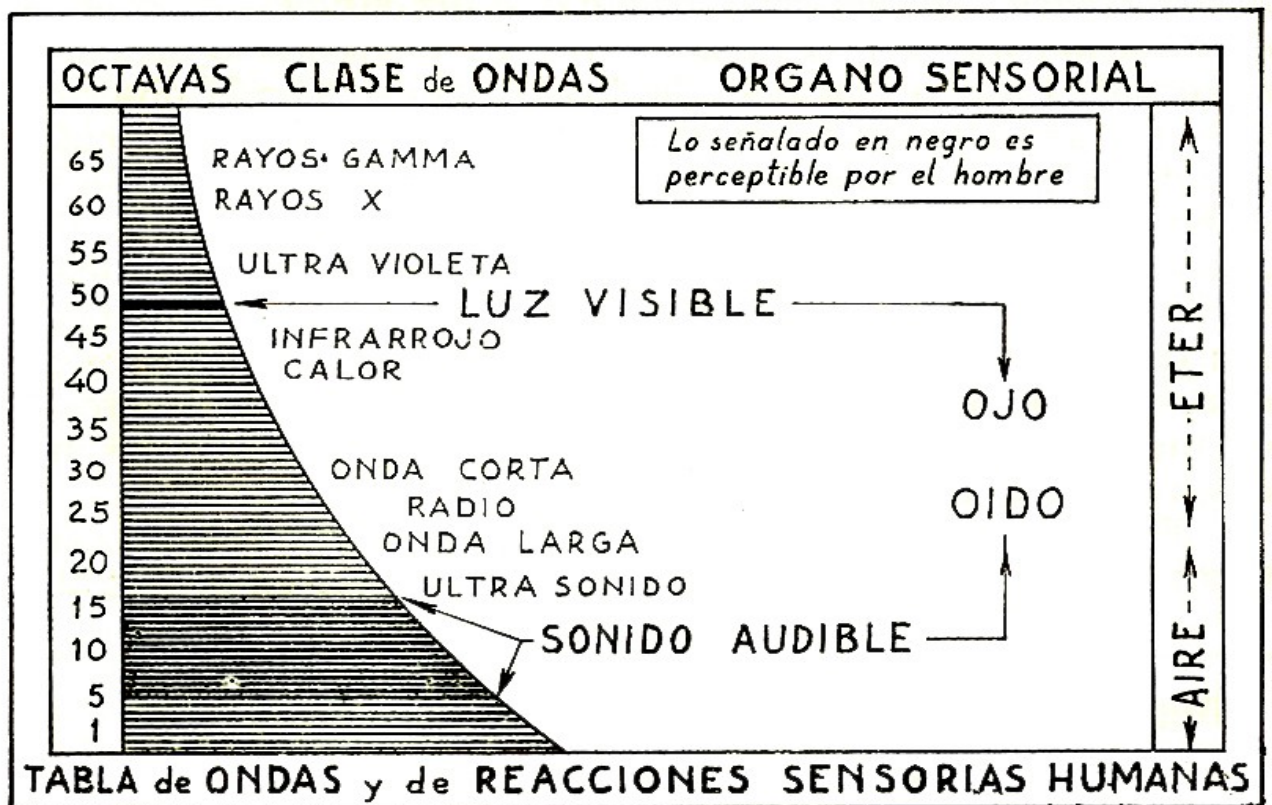 OCTAVAS CLASE de ONDAS ORGANO SENSORIAL
Lo señalado en negro es
perceptible por el hombre
65 RAYOS GAMMA
60 RAYOS X
55 ULTRA VIOLETA
50 LUZ VISIBLE
45 INFRARROJO
CALOR
40
OJO
35
30 ONDA CORTA
25 RADIO
OIDO
ONDA LARGA
20
ULTRA SONIDO
15
10 SONIDO AUDIBLE
5
1
ETER
AIRE
TABLA de ONDAS y de REACCIONES SENSORIAS HUMANAS